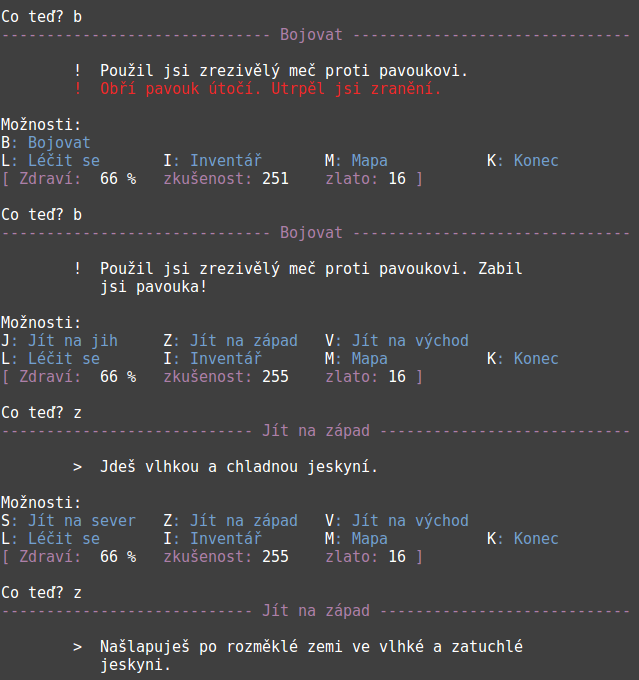 Co teď? b
------------------------------ Bojovat -------------------------------
! Použil jsi zrezivělý meč proti pavoukovi.
! Obří pavouk útočí. Utrpěl jsi zranění.
Možnosti:
B: Bojovat
L: Léčit se I: Inventář M: Mapa K: Konec
[ Zdraví: 66 % zkušenost: 251 zlato: 16 ]
Co teď? b
------------------------------ Bojovat -------------------------------
! Použil jsi zrezivělý meč proti pavoukovi. Zabil
jsi pavouka!
Možnosti:
J: Jít na jih Z: Jít na západ V: Jít na východ
L: Léčit se I: Inventář M: Mapa K: Konec
[ Zdraví: 66 % zkušenost: 255 zlato: 16 ]
Co teď? z
---------------------------- Jít na západ ----------------------------
> Jdeš vlhkou a chladnou jeskyní.
Možnosti:
S: Jít na sever Z: Jít na západ V: Jít na východ
L: Léčit se I: Inventář M: Mapa K: Konec
[ Zdraví: 66 % zkušenost: 255 zlato: 16 ]
Co teď? z
---------------------------- Jít na západ ----------------------------
> Našlapuješ po rozměklé zemi ve vlhké a zatuchlé
jeskyni.